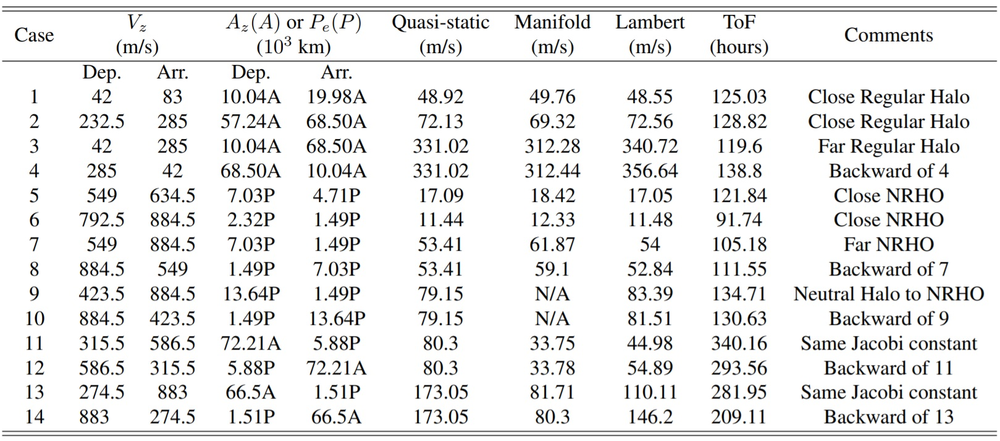 Case V_z (m/s) A_z(A) or P_e(P) (10^3 km) Quasi-static (m/s) Manifold (m/s) Lambert (m/s) ToF (hours) Comments
Dep. Arr. Dep. Arr.
1 42 83 10.04A 19.98A 48.92 49.76 48.55 125.03 Close Regular Halo
2 232.5 285 57.24A 68.50A 72.13 69.32 72.56 128.82 Close Regular Halo
3 42 285 10.04A 68.50A 331.02 312.28 340.72 119.6 Far Regular Halo
4 285 42 68.50A 10.04A 331.02 312.44 356.64 138.8 Backward of 4
5 549 634.5 7.03P 4.71P 17.09 18.42 17.05 121.84 Close NRHO
6 792.5 884.5 2.32P 1.49P 11.44 12.33 11.48 91.74 Close NRHO
7 549 884.5 7.03P 1.49P 53.41 61.87 54 105.18 Far NRHO
8 884.5 549 1.49P 7.03P 53.41 59.1 52.84 111.55 Backward of 7
9 423.5 884.5 13.64P 1.49P 79.15 N/A 83.39 134.71 Neutral Halo to NRHO
10 884.5 423.5 1.49P 13.64P 79.15 N/A 81.51 130.63 Backward of 9
11 315.5 586.5 72.21A 5.88P 80.3 33.75 44.98 340.16 Same Jacobi constant
12 586.5 315.5 5.88P 72.21A 80.3 33.78 54.89 293.56 Backward of 11
13 274.5 883 66.5A 1.51P 173.05 81.71 110.11 281.95 Same Jacobi constant
14 883 274.5 1.51P 66.5A 173.05 80.3 146.2 209.11 Backward of 13